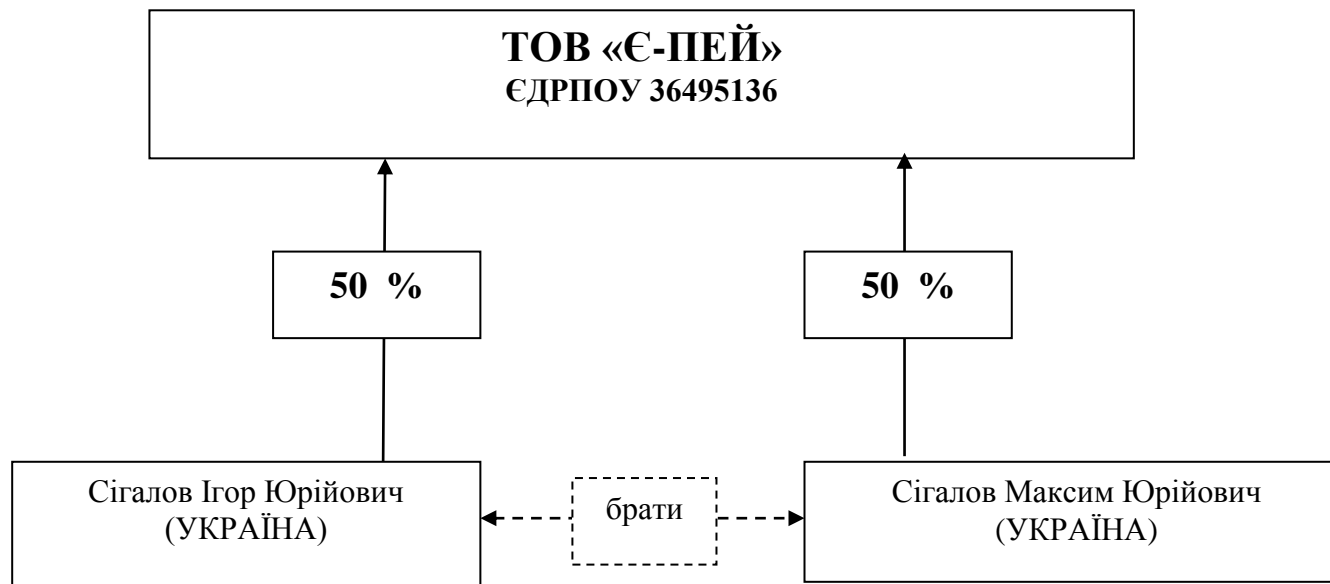 ТОВ «Є-ПЕЙ»
ЄДРПОУ 36495136
50 %
50 %
Сігалов Ігор Юрійович
(УКРАЇНА)
брати
Сігалов Максим Юрійович
(УКРАЇНА)